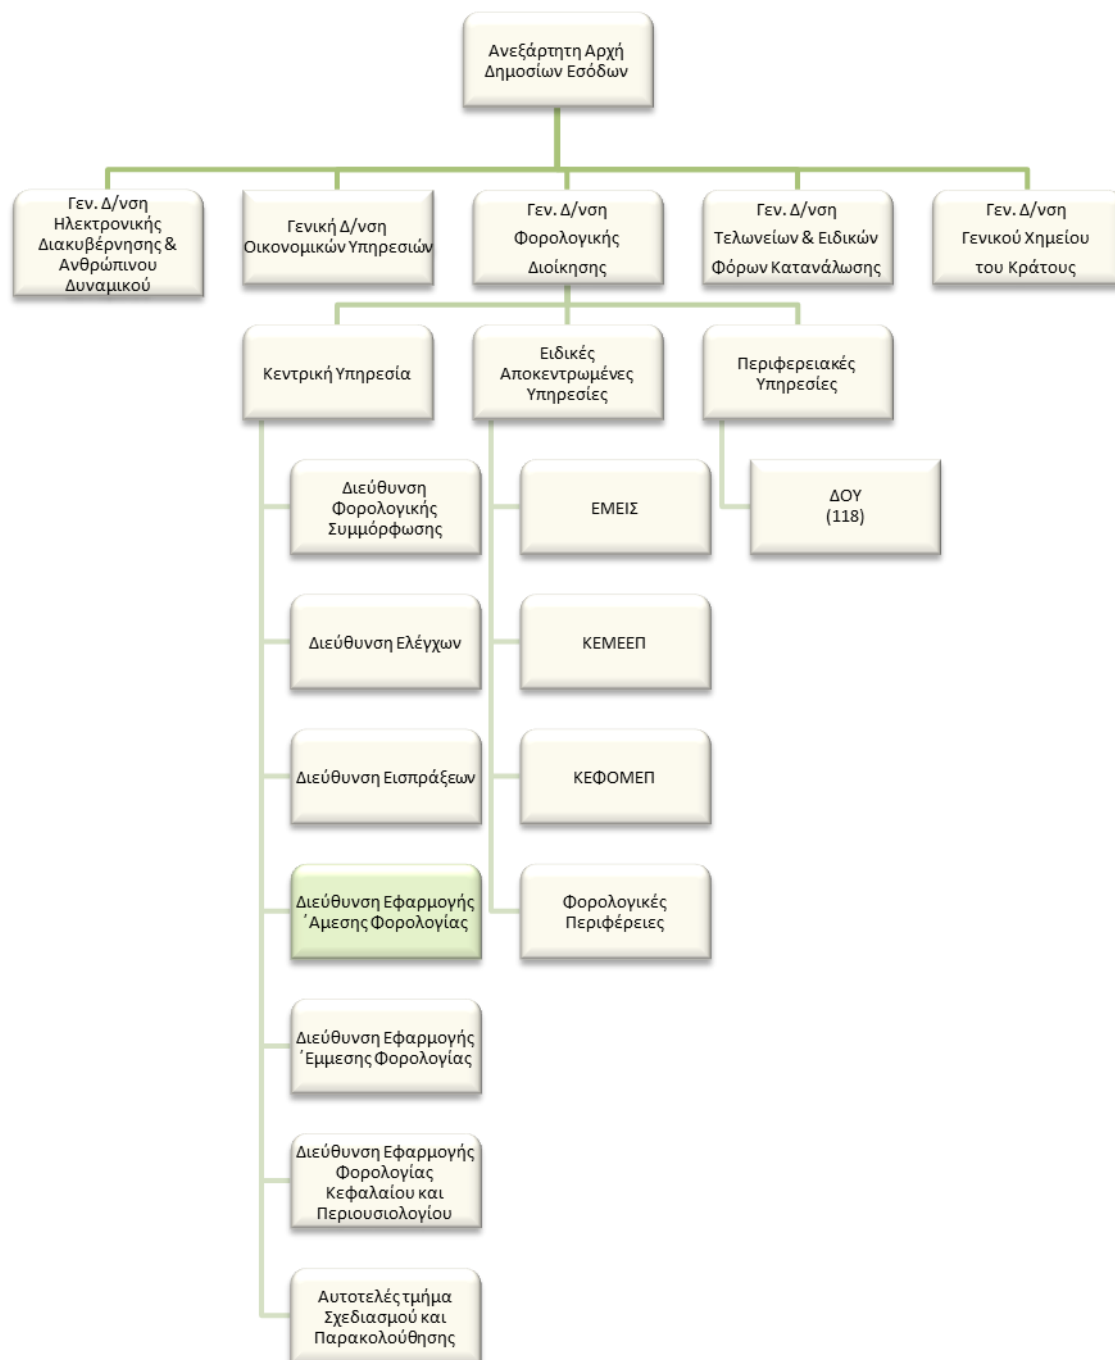 Ανεξάρτητη Αρχή
Δημοσίων Εσόδων
Γεν. Δ/νση
Ηλεκτρονικής
Διακυβέρνησης &
Ανθρώπινου
Δυναμικού
Γενική Δ/νση
Οικονομικών Υπηρεσιών
Γεν. Δ/νση
Φορολογικής
Διοίκησης
Γεν. Δ/νση
Τελωνείων & Ειδικών
Φόρων Κατανάλωσης
Γεν. Δ/νση
Γενικού Χημείου
του Κράτους
Κεντρική Υπηρεσία
Ειδικές
Αποκεντρωμένες
Υπηρεσίες
Περιφερειακές
Υπηρεσίες
Διεύθυνση
Φορολογικής
Συμμόρφωσης
Διεύθυνση Ελέγχων
Διεύθυνση Εισπράξεων
Διεύθυνση Εφαρμογής
΄Αμεσης Φορολογίας
Διεύθυνση Εφαρμογής
΄Εμμεσης Φορολογίας
Διεύθυνση Εφαρμογής
Φορολογίας
Κεφαλαίου και
Περιουσιολογίου
Αυτοτελές τμήμα
Σχεδιασμού και
Παρακολούθησης
ΕΜΕΙΣ
ΚΕΜΕΕΠ
ΚΕΦΟΜΕΠ
Φορολογικές
Περιφέρειες
ΔΟΥ
(118)